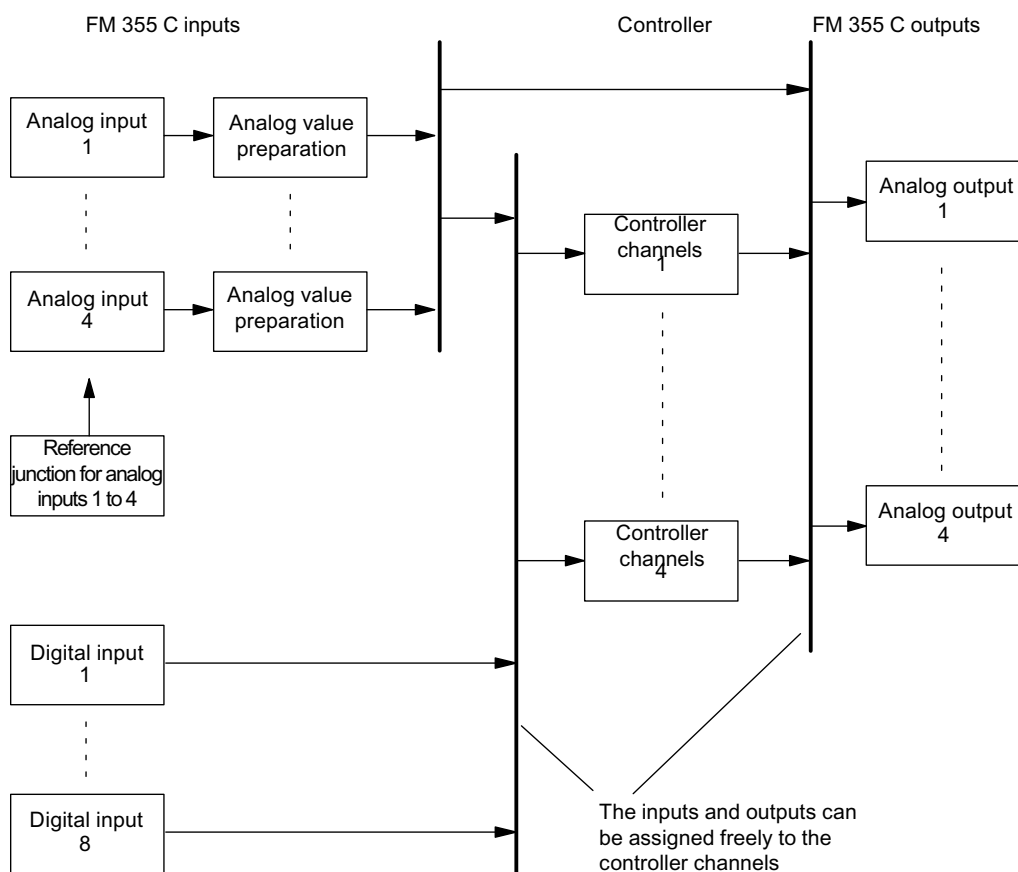 FM 355 C inputs
Controller
FM 355 C outputs
Analog input
1
Analog value
preparation
Analog output
1
Controller
channels
1
Analog input
4
Analog value
preparation
Reference
junction for analog
inputs 1 to 4
Analog output
4
Controller
channels
4
Digital input
1
Digital input
8
The inputs and outputs can
be assigned freely to the
controller channels